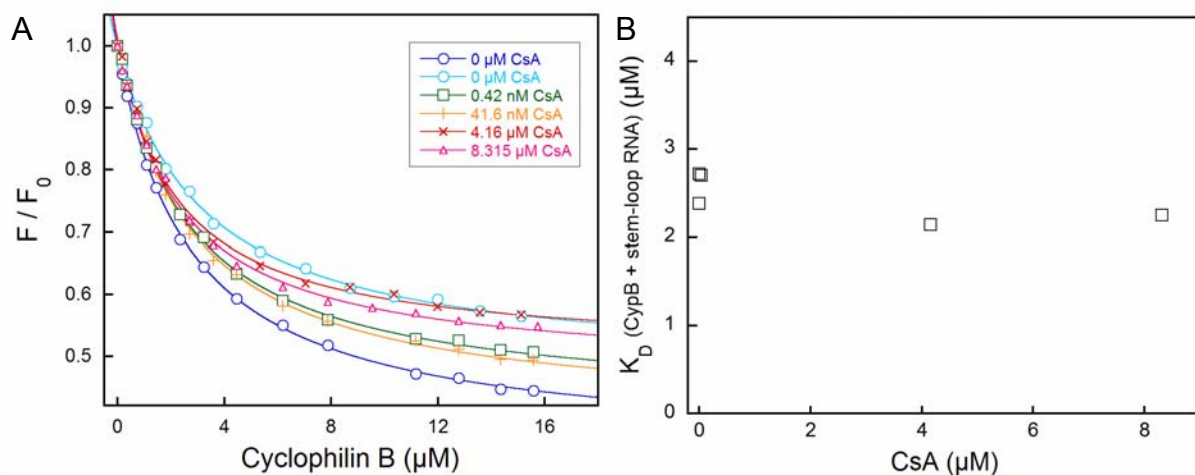 A
1.0
0.9
0.8
0.7
0.6
0.5
F / F0
0 4 8 12 16
Cyclophilin B (µM)
0 µM CsA
0 µM CsA
0.42 nM CsA
41.6 nM CsA
4.16 µM CsA
8.315 µM CsA
B
4
3
2
1
0
KD (CypB + stem-loop RNA) (µM)
0 2 4 6 8
CsA (µM)